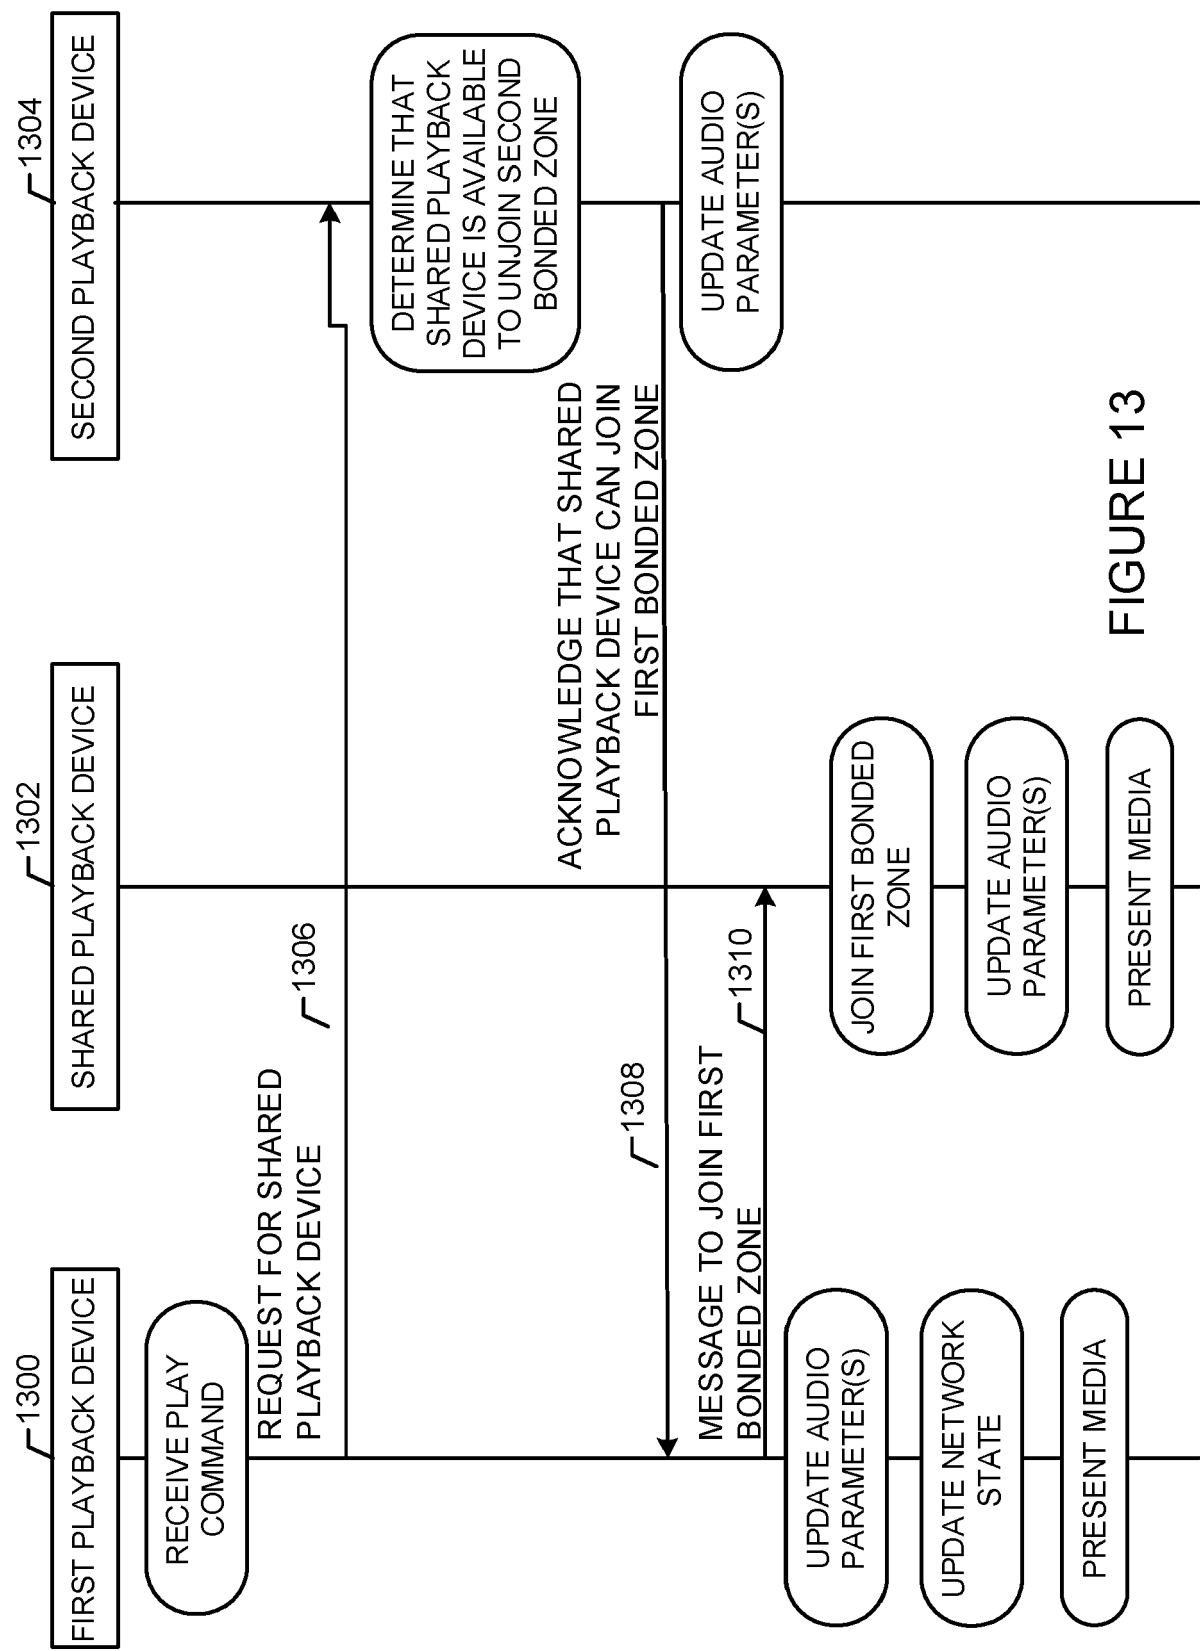 1300
FIRST PLAYBACK DEVICE
1302
SHARED PLAYBACK DEVICE
1304
SECOND PLAYBACK DEVICE
RECEIVE PLAY
COMMAND
REQUEST FOR SHARED
PLAYBACK DEVICE
1306
DETERMINE THAT
SHARED PLAYBACK
DEVICE IS AVAILABLE
TO UNJOIN SECOND
BONDED ZONE
ACKNOWLEDGE THAT SHARED
PLAYBACK DEVICE CAN JOIN
FIRST BONDED ZONE
1308
UPDATE AUDIO
PARAMETER(S)
MESSAGE TO JOIN FIRST
BONDED ZONE
1310
UPDATE AUDIO
PARAMETER(S)
JOIN FIRST BONDED
ZONE
UPDATE NETWORK
STATE
UPDATE AUDIO
PARAMETER(S)
PRESENT MEDIA
PRESENT MEDIA
FIGURE 13